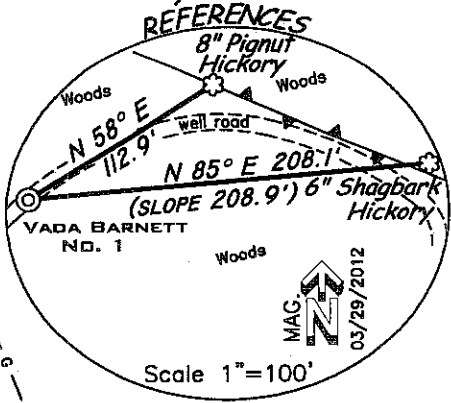 REFERENCES
8" Pignut
Hickory
Woods
Woods
N 58° E
112.9'
well road
N 85° E 208.1'
(SLOPE 208.9')
6" Shagbark
Hickory
VADA BARNETT
No. 1
Woods
MAG.
N
03/29/2012
Scale 1"=100'
G